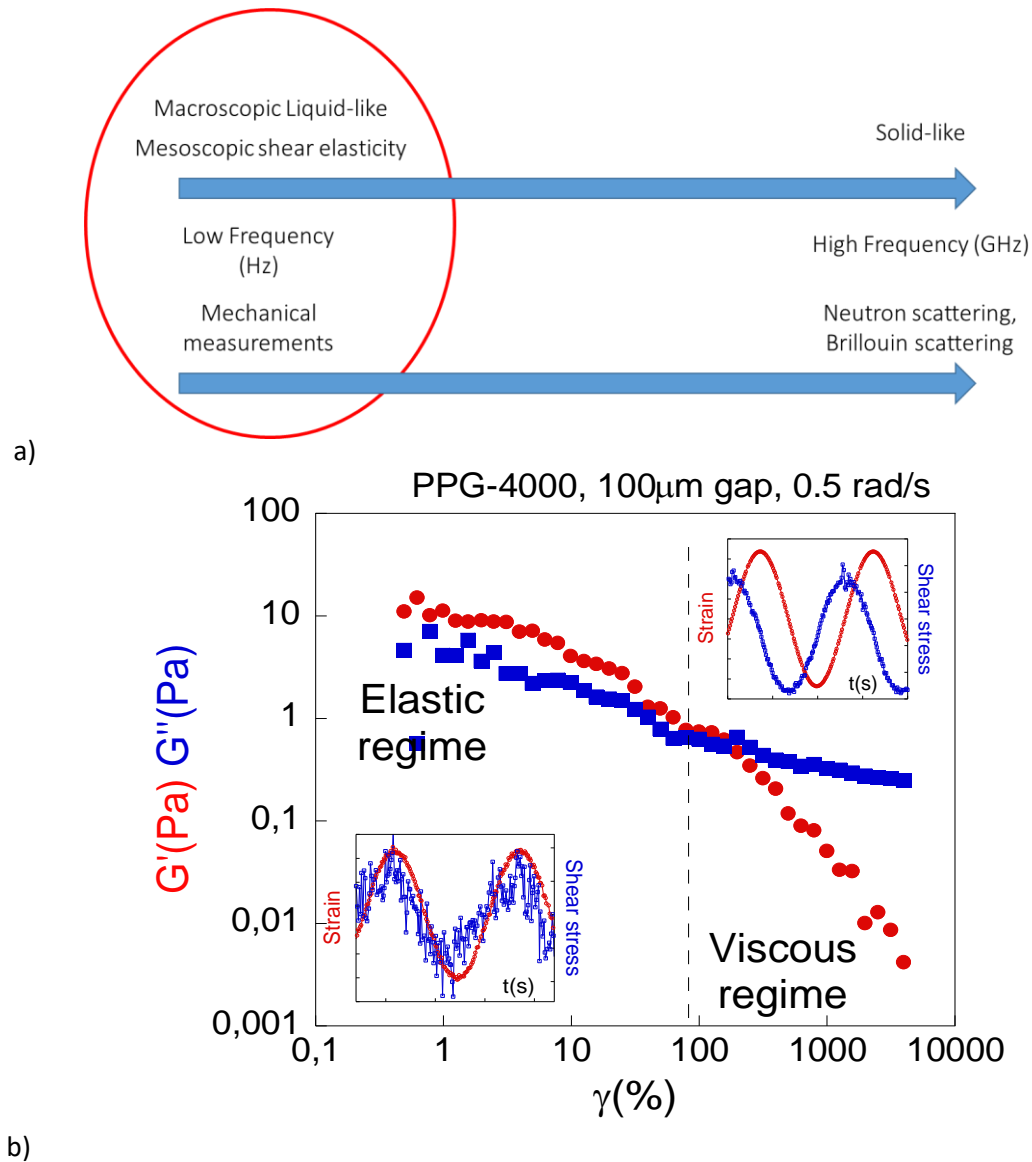 Macroscopic Liquid-like
Mesoscopic shear elasticity
Solid-like
Low Frequency
(Hz)
High Frequency (GHz)
Mechanical
measurements
Neutron scattering,
Brillouin scattering
a)
PPG-4000, 100μm gap, 0.5 rad/s
G'(Pa) G''(Pa)
100
10
1
0,1
0,01
0,001
Elastic
regime
Strain
Shear stress
t(s)
Strain
Shear stress
t(s)
Viscous
regime
0,1 1 10 100 1000 10000
γ(%)
b)